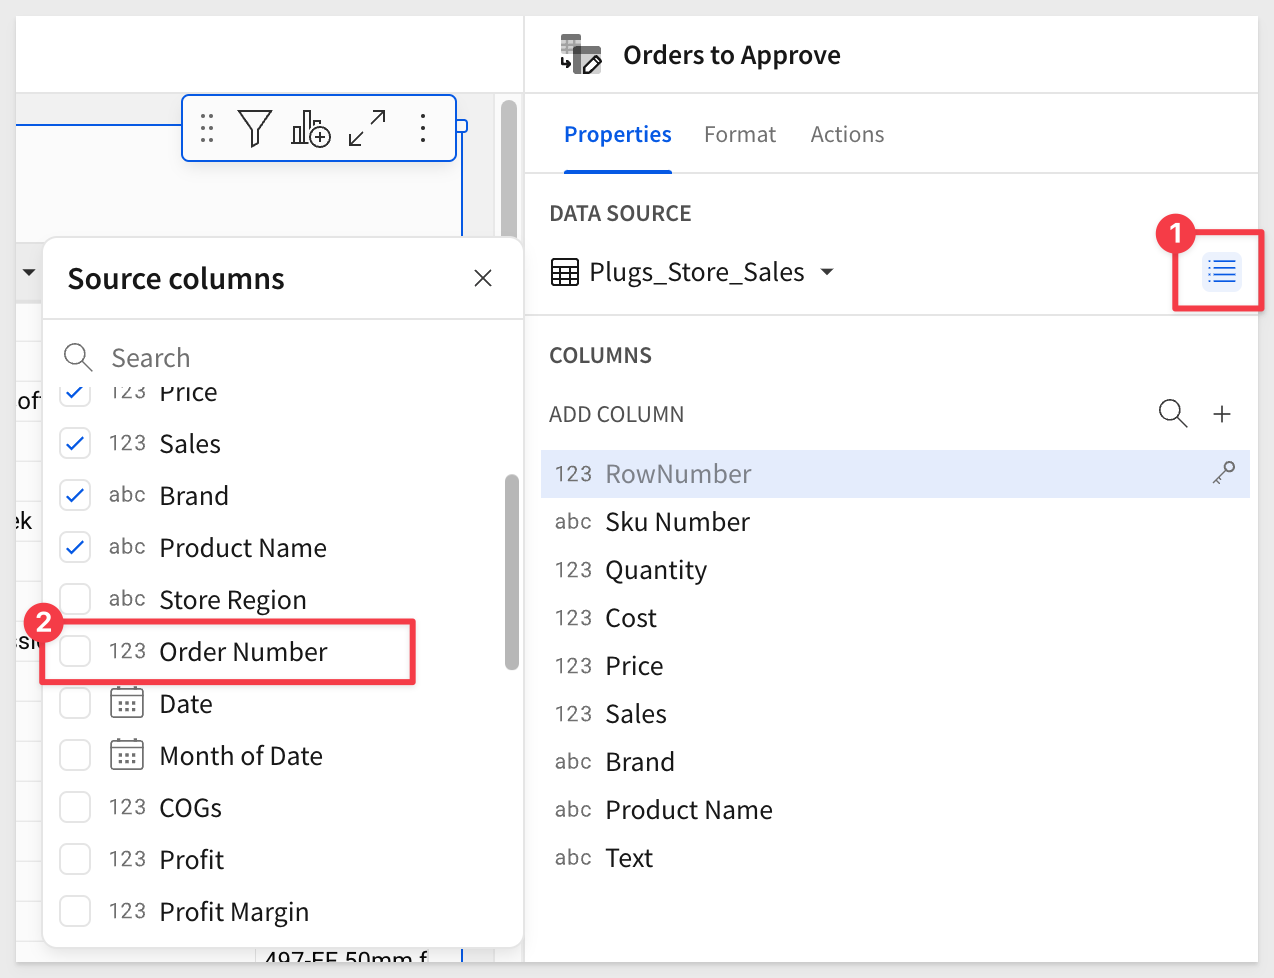 Orders to Approve
Properties
Format
Actions
DATA SOURCE
1
Plugs_Store_Sales
COLUMNS
ADD COLUMN
123 RowNumber
abc Sku Number
123 Quantity
123 Cost
123 Price
123 Sales
abc Brand
abc Product Name
abc Text
Source columns
Search
123 Price
123 Sales
abc Brand
abc Product Name
abc Store Region
2
123 Order Number
Date
Month of Date
123 COGs
123 Profit
123 Profit Margin
of
ek
ssi
497-EF 50mm f